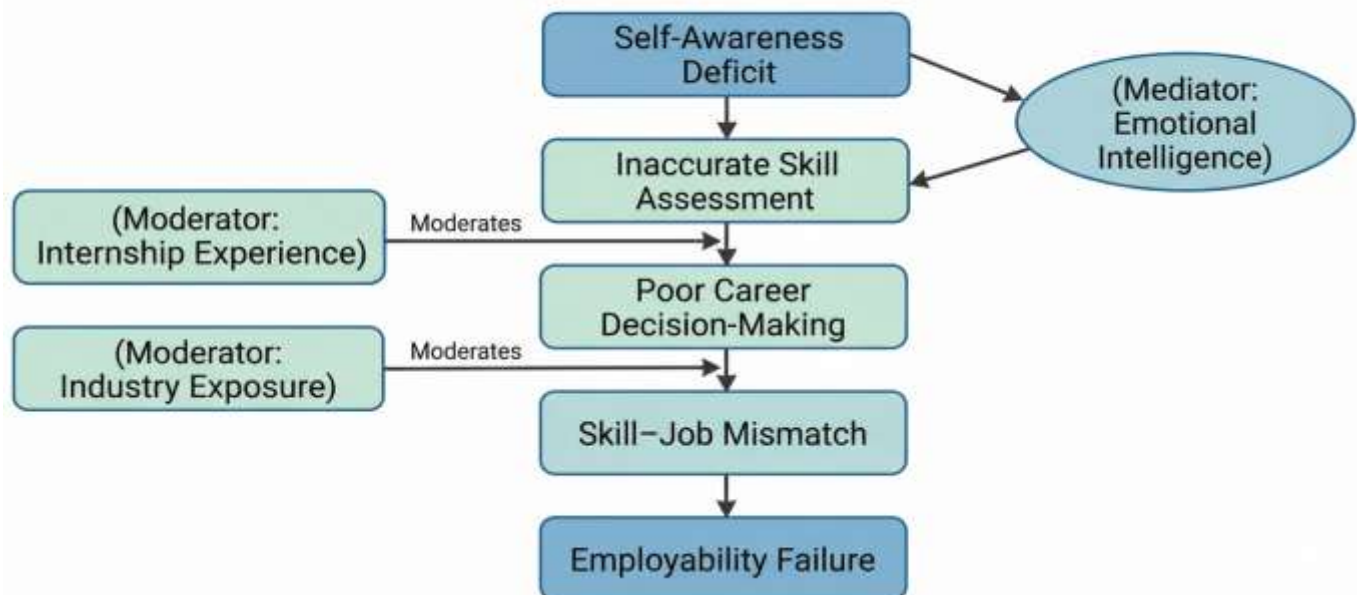 Self-Awareness
Deficit
(Mediator:
Emotional
Intelligence)
Inaccurate Skill
Assessment
(Moderator:
Internship Experience)
Moderates
Poor Career
Decision-Making
(Moderator:
Industry Exposure)
Moderates
Skill–Job Mismatch
Employability Failure